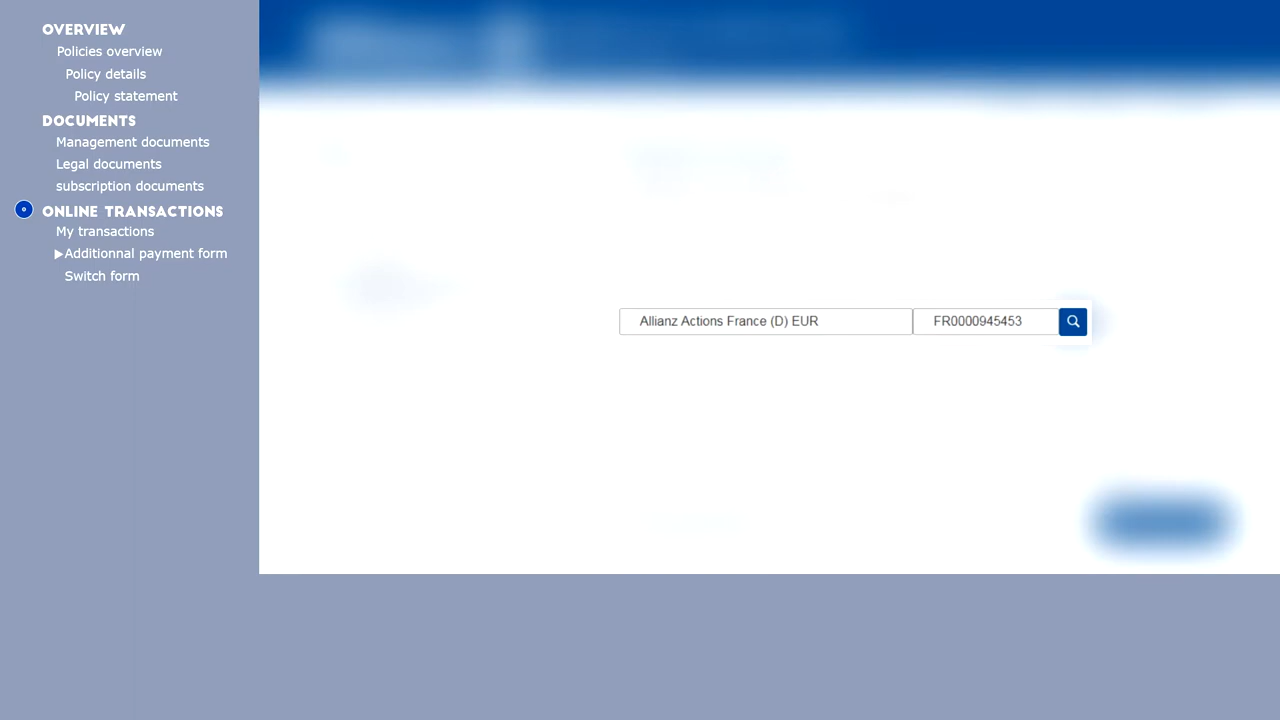 OVERVIEW
Policies overview
Policy details
Policy statement
DOCUMENTS
Management documents
Legal documents
subscription documents
ONLINE TRANSACTIONS
My transactions
Additionnal payment form
Switch form
Allianz Actions France (D) EUR FR0000945453